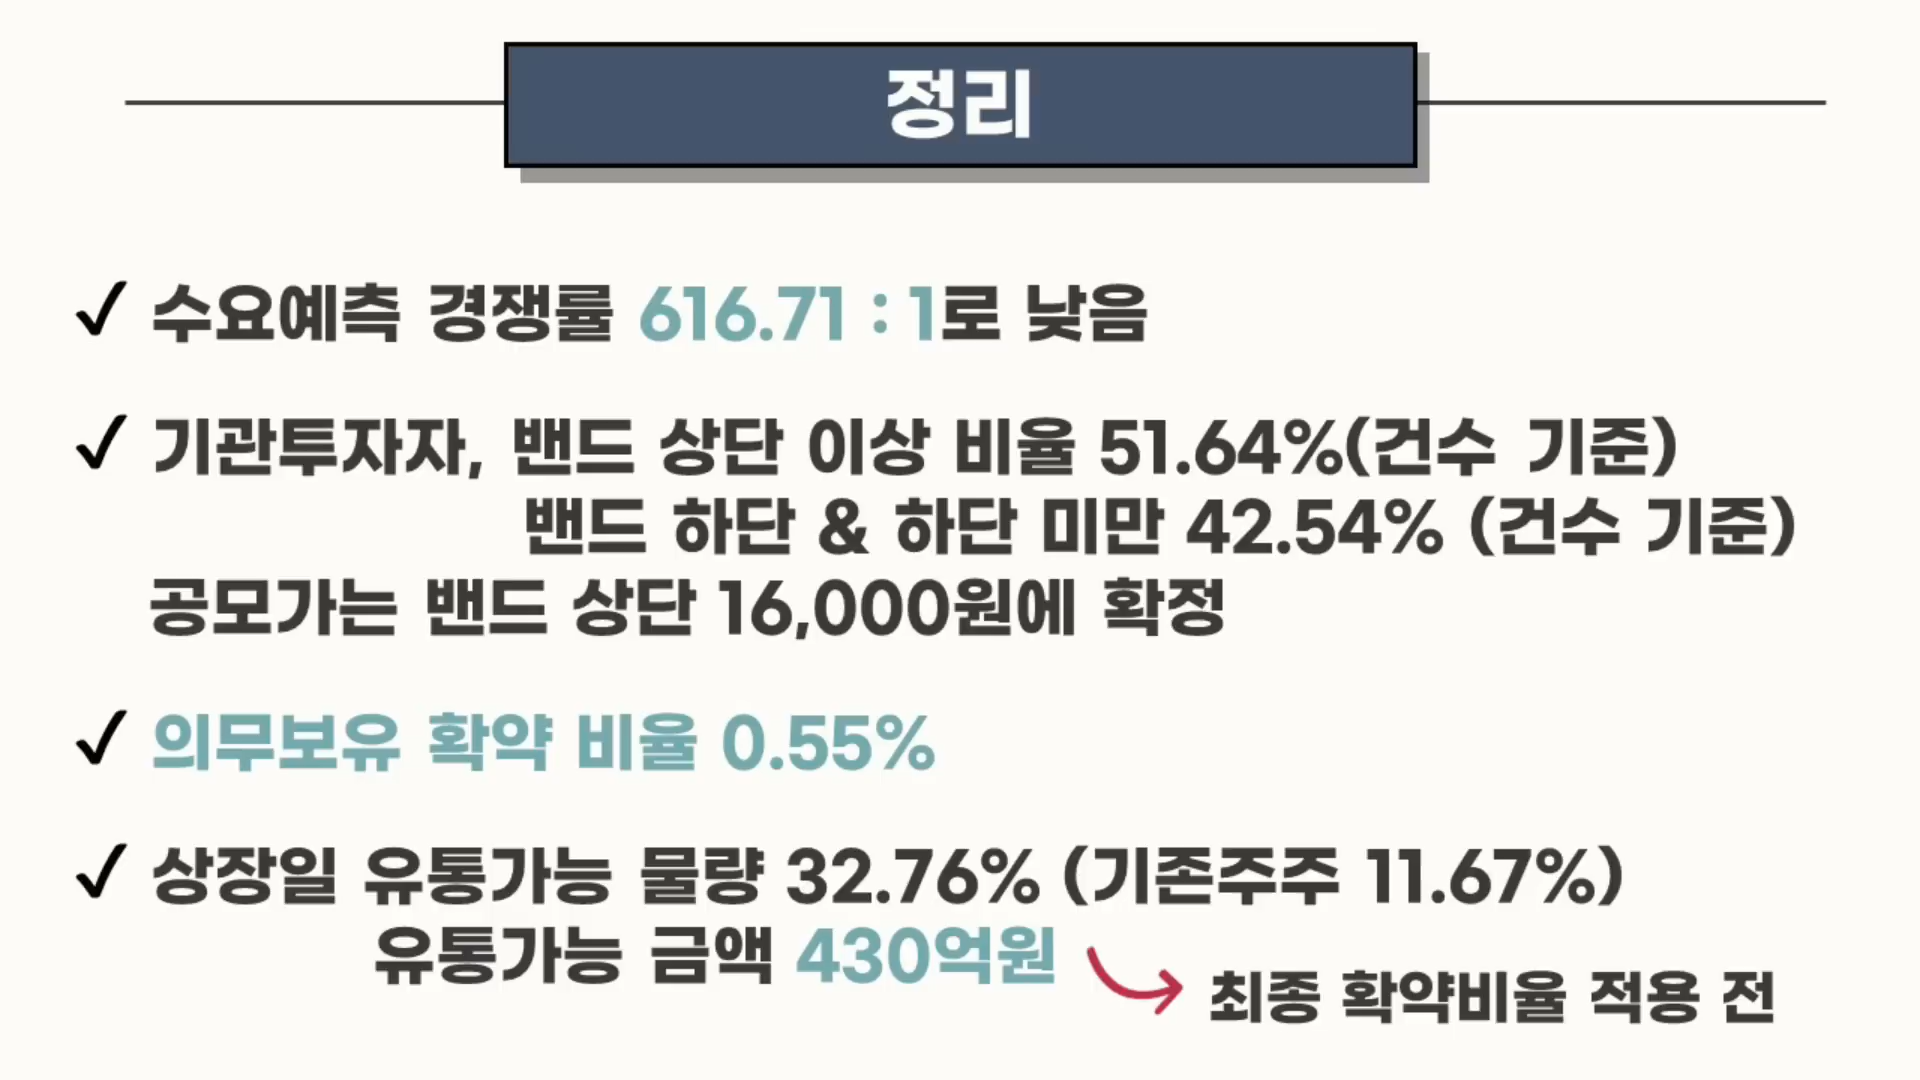 정리
✓ 수요예측 경쟁률 616.71 : 1로 낮음
✓ 기관투자자, 밴드 상단 이상 비율 51.64%(건수 기준)
밴드 하단 & 하단 미만 42.54% (건수 기준)
공모가는 밴드 상단 16,000원에 확정
✓ 의무보유 확약 비율 0.55%
✓ 상장일 유통가능 물량 32.76% (기존주주 11.67%)
유통가능 금액 430억원
최종 확약비율 적용 전